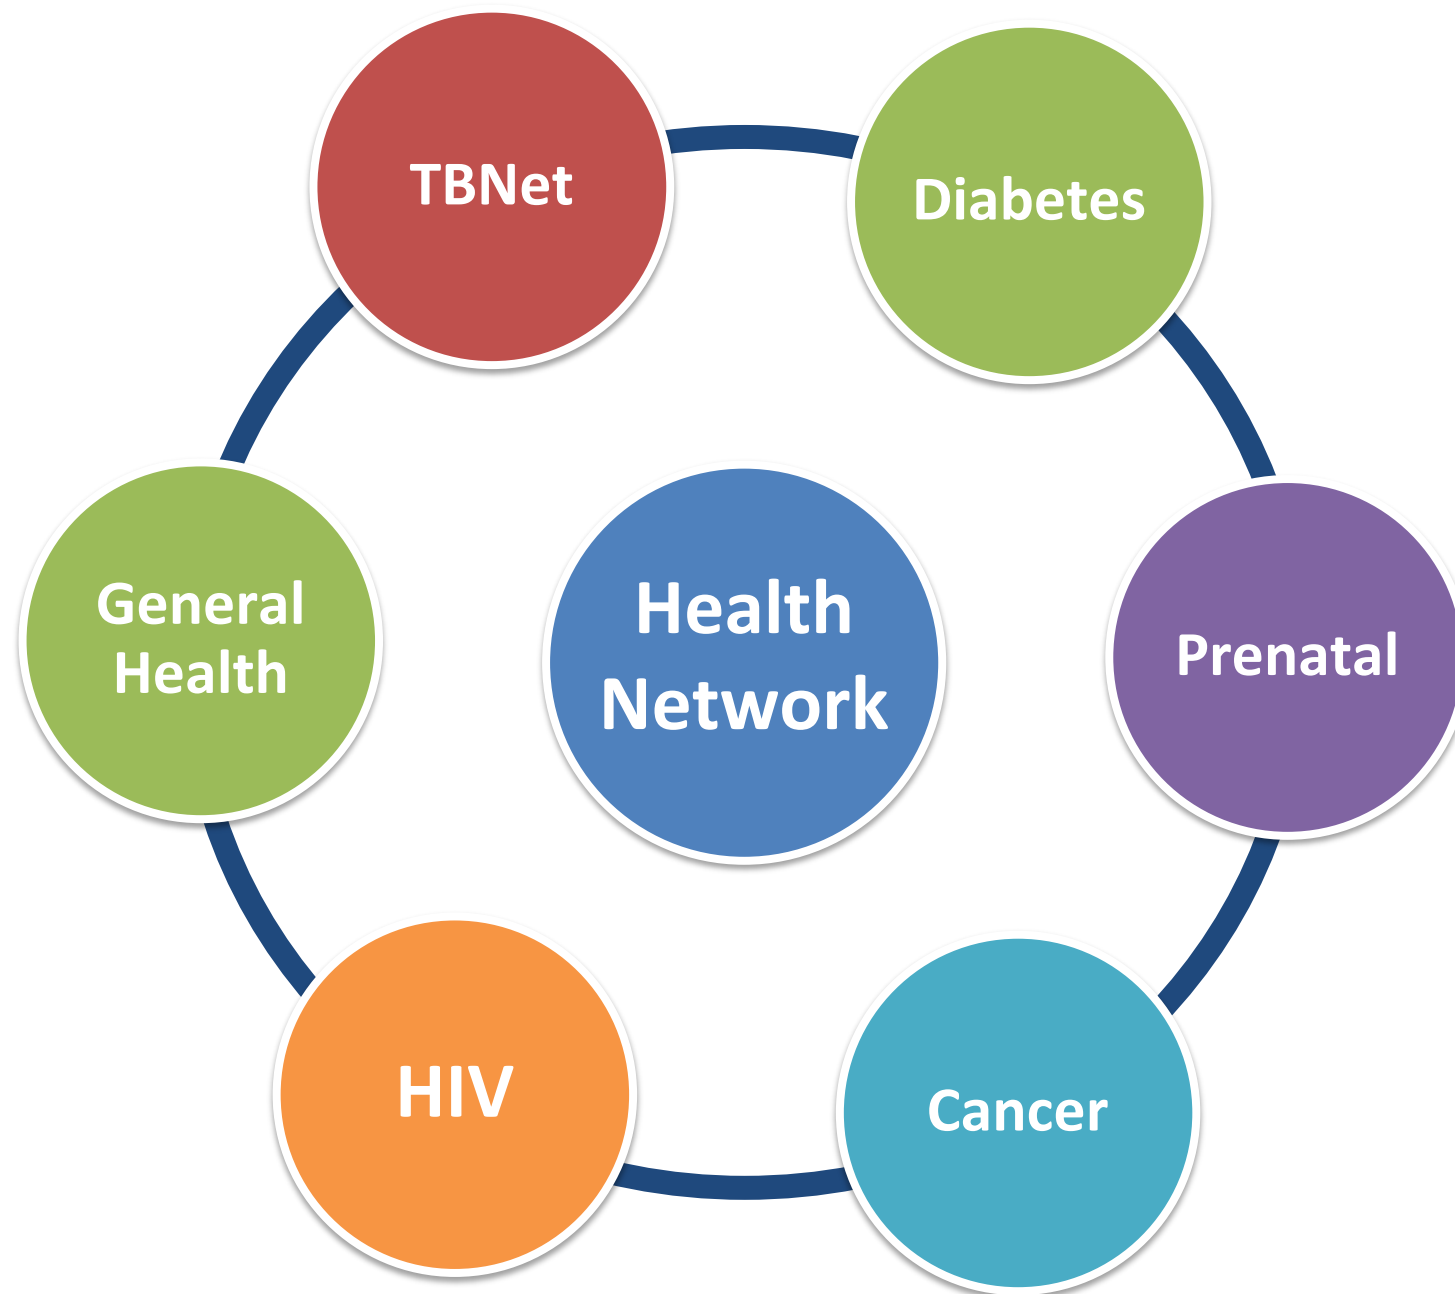 TBNet
Diabetes
General
Health
Health
Network
Prenatal
HIV
Cancer